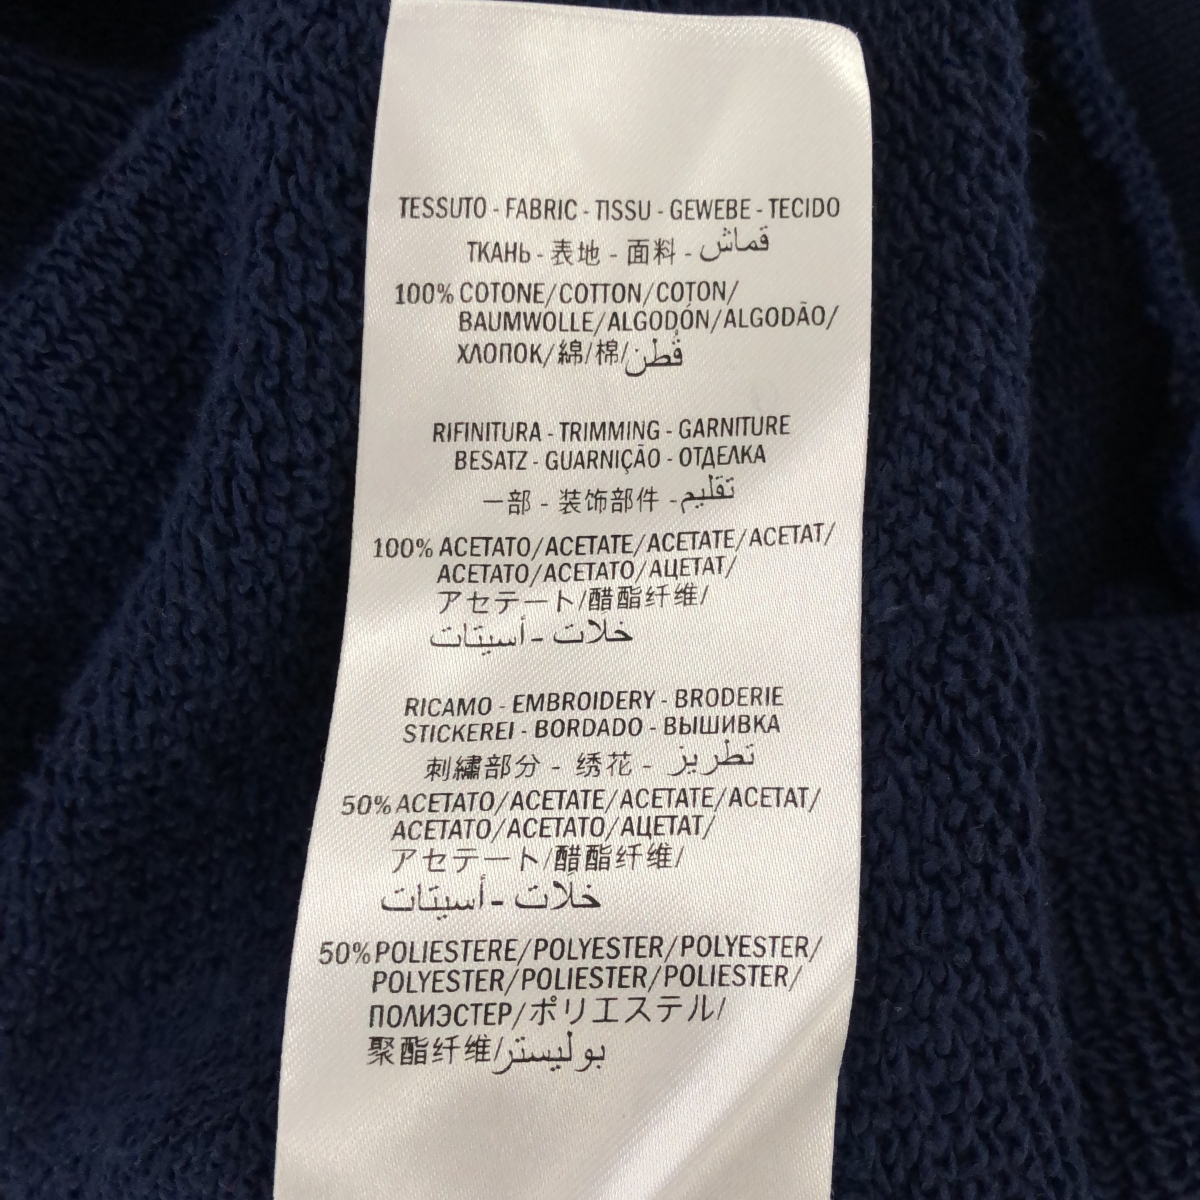 TESSUTO - FABRIC - TISSU - GEWEBE - TECIDO
ТКАНЬ - 表地 - 面料 - قماش
100% COTONE/COTTON/COTON/
BAUMWOLLE/ALGODÓN/ALGODÃO/
ХЛОПОК/綿/棉/قُطن
RIFINITURA - TRIMMING - GARNITURE
BESATZ - GUARNIÇÃO - ОТДЕЛКА
一部 - 装饰部件 - تقليم
100% ACETATO/ACETATE/ACETATE/ACETAT/
ACETATO/ACETATO/АЦЕТАТ/
アセテート/醋酯纤维/
خلات - أسيتات
RICAMO - EMBROIDERY - BRODERIE
STICKEREI - BORDADO - ВЫШИВКА
刺繍部分 - 绣花 - تطريز
50% ACETATO/ACETATE/ACETATE/ACETAT/
ACETATO/ACETATO/АЦЕТАТ/
アセテート/醋酯纤维/
خلات - أسيتات
50% POLIESTERE/POLYESTER/POLYESTER/
POLYESTER/POLIESTER/POLIESTER/
ПОЛИЭСТЕР/ポリエステル/
聚酯纤维/بوليستر